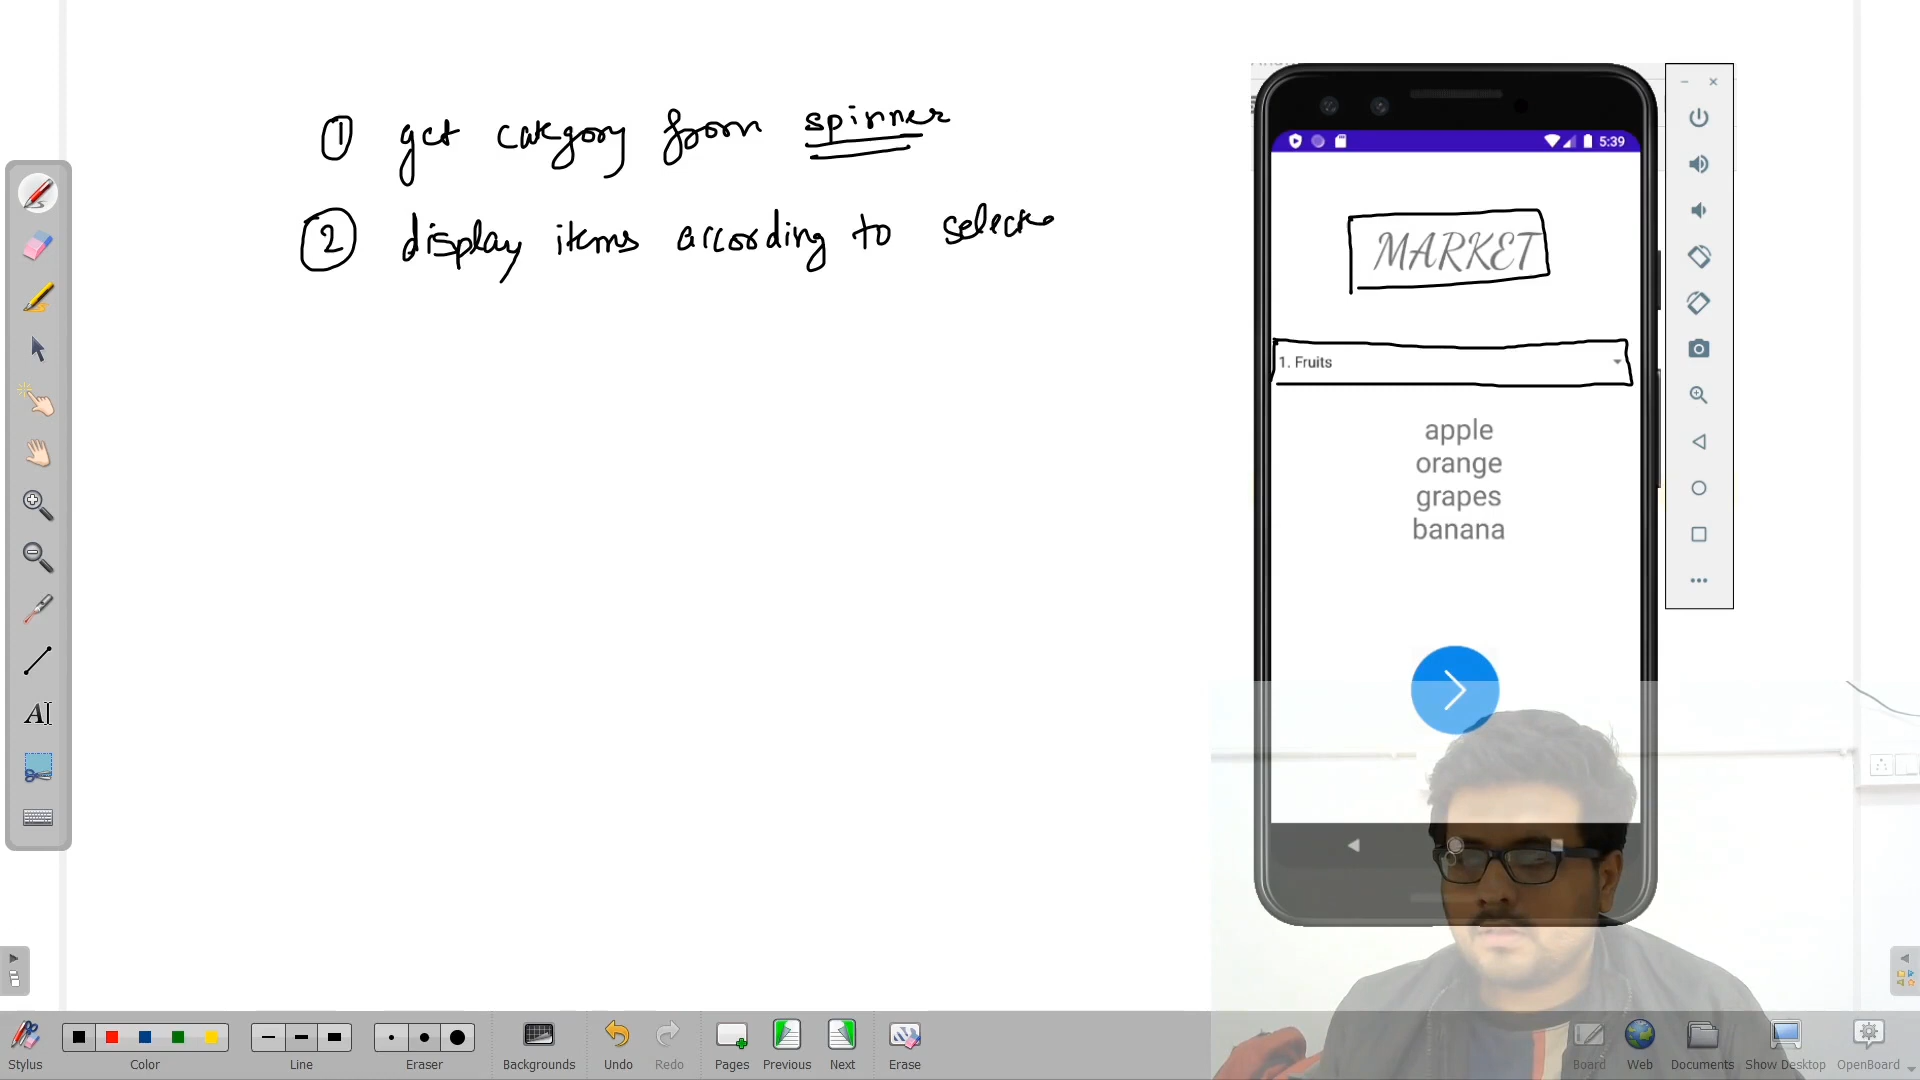 ① get category from spinner
② display items according to selecte
5:39
MARKET
1. Fruits
apple
orange
grapes
banana
Stylus
Color
Line
Eraser
Backgrounds
Undo
Redo
Pages
Previous
Next
Erase
Board
Web
Documents
Show Desktop
OpenBoard